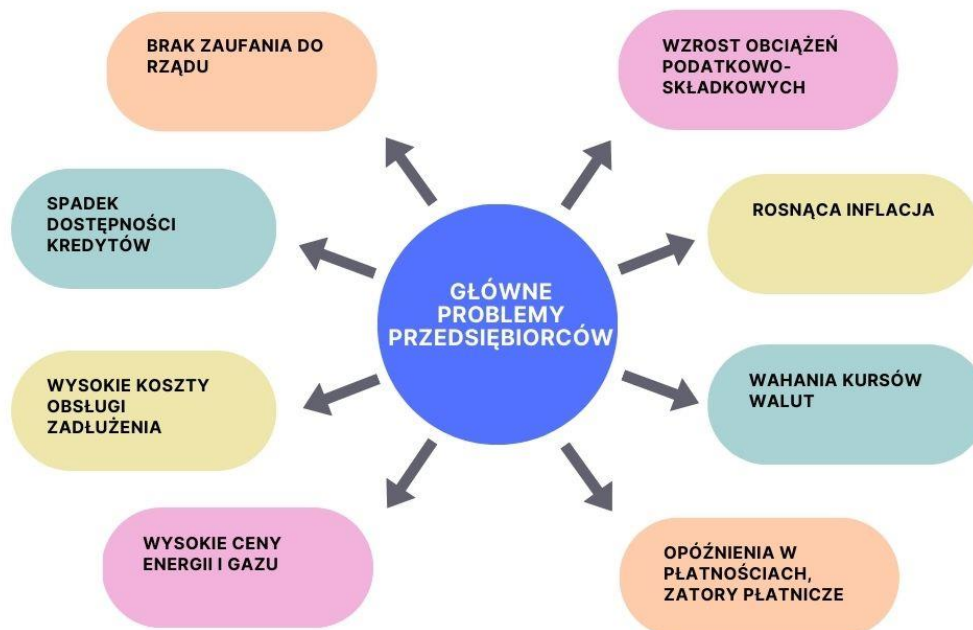 BRAK ZAUFANIA DO
RZĄDU
WZROST OBCIĄŻEŃ
PODATKOWO-
SKŁADKOWYCH
SPADEK
DOSTĘPNOŚCI
KREDYTÓW
ROSNĄCA INFLACJA
GŁÓWNE
PROBLEMY
PRZEDSIĘBIORCÓW
WYSOKIE KOSZTY
OBSŁUGI
ZADŁUŻENIA
WAHANIA KURSÓW
WALUT
WYSOKIE CENY
ENERGII I GAZU
OPÓŹNIENIA W
PŁATNOŚCIACH,
ZATORY PŁATNICZE